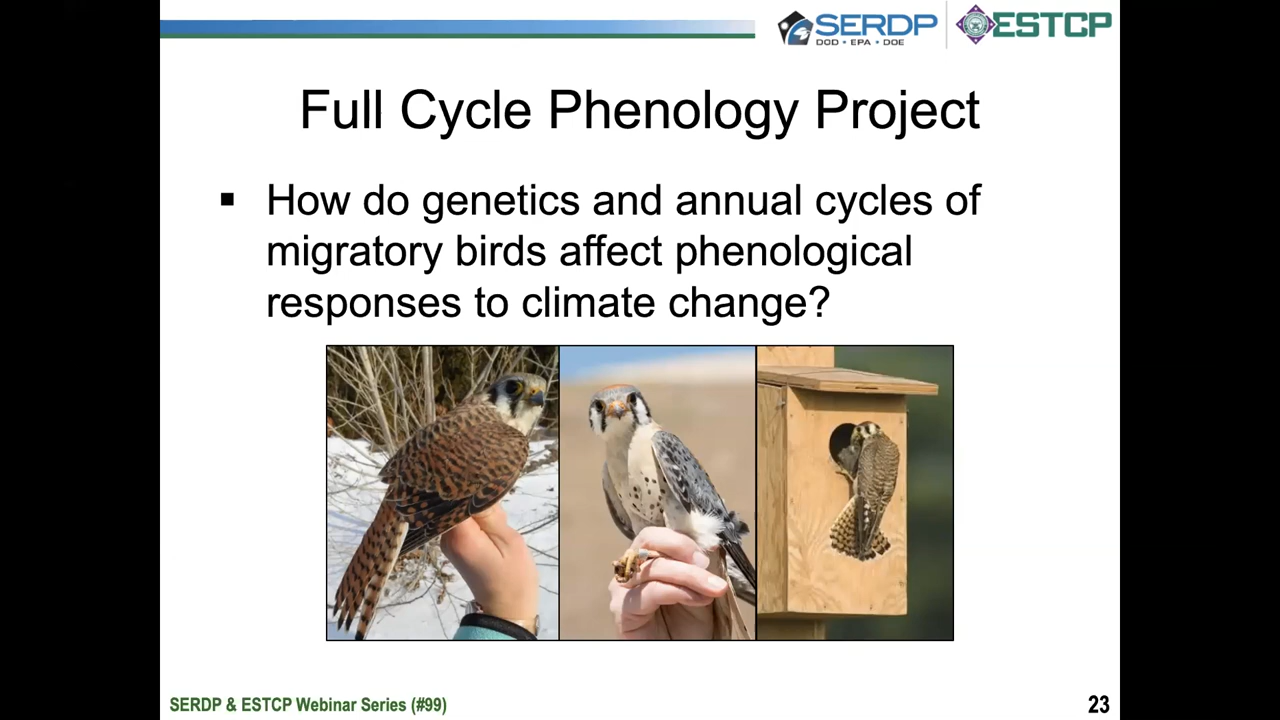 SERDP
DOD • EPA • DOE
ESTCP
Full Cycle Phenology Project
▪ How do genetics and annual cycles of
migratory birds affect phenological
responses to climate change?
SERDP & ESTCP Webinar Series (#99)
23